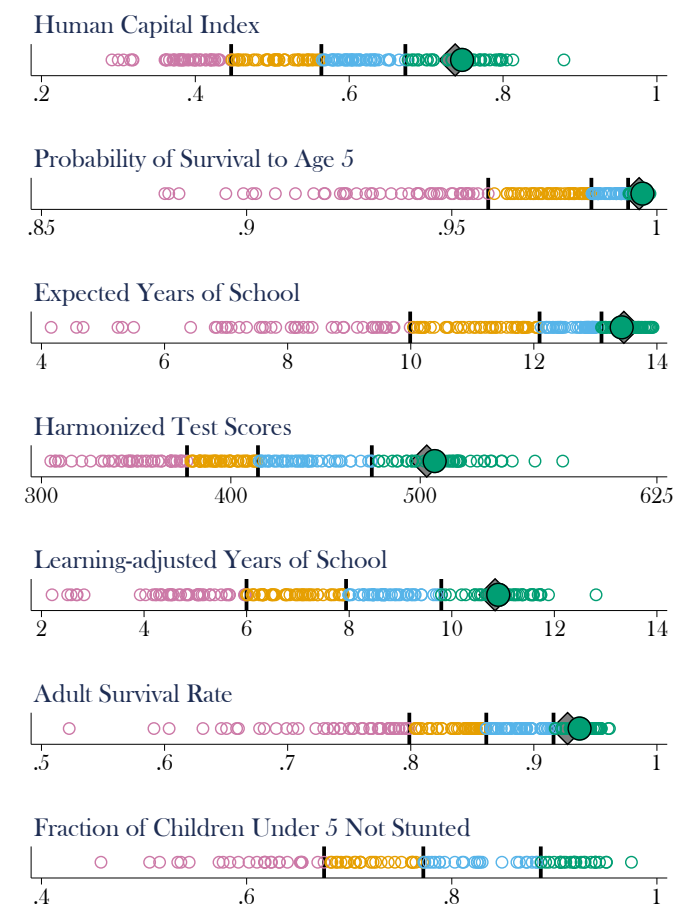 Human Capital Index
.2 .4 .6 .8 1
Probability of Survival to Age 5
.85 .9 .95 1
Expected Years of School
4 6 8 10 12 14
Harmonized Test Scores
300 400 500 625
Learning-adjusted Years of School
2 4 6 8 10 12 14
Adult Survival Rate
.5 .6 .7 .8 .9 1
Fraction of Children Under 5 Not Stunted
.4 .6 .8 1